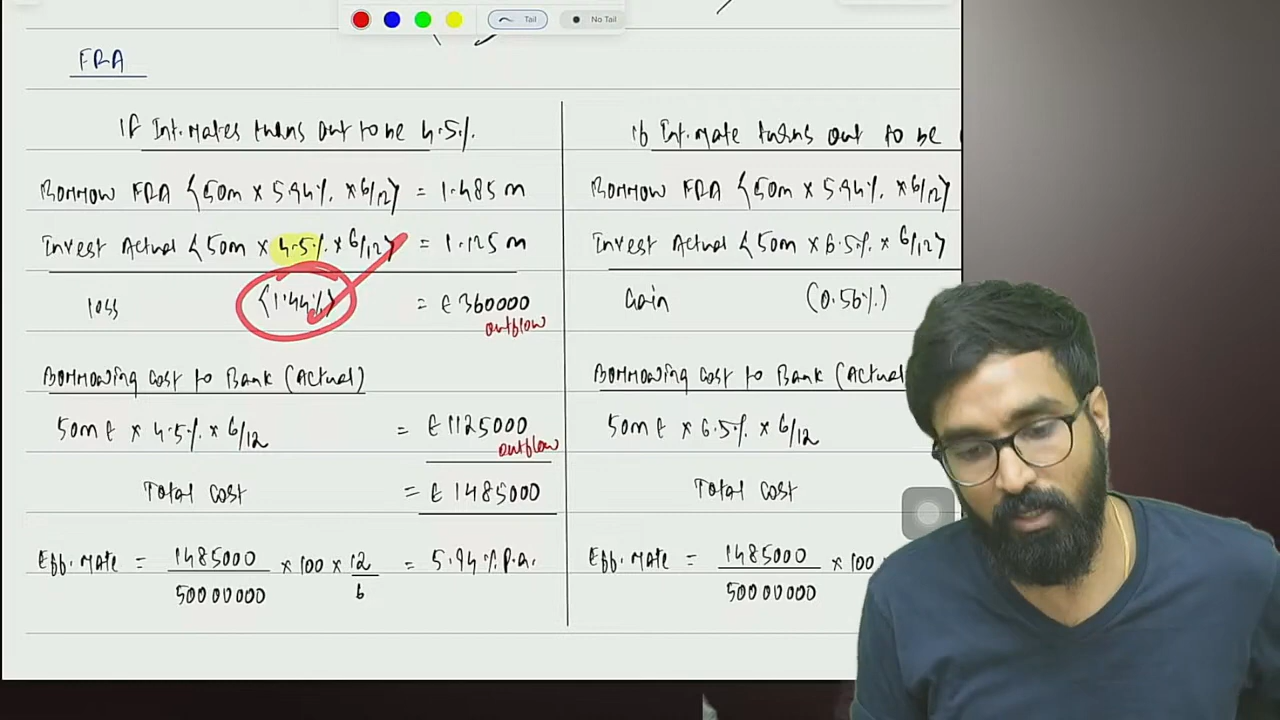 Tail
No Tail
FRA
If Int. rates turns out to be 4.5%.
Borrow FRA {50m × 5.94% × 6/12} = 1.485 m
Invest Actual {50m × 4.5% × 6/12} = 1.125 m
loss {1.44%} = € 360000
outflow
Borrowing cost to Bank (Actual)
50m € × 4.5% × 6/12 = € 1125000
outflow
Total cost = € 1485000
Eff. rate = 1485000 × 100 × 12 = 5.94% p.a.
50000000 6
if Int. rate turns out to be
Borrow FRA {50m × 5.94% × 6/12}
Invest Actual {50m × 6.5% × 6/12}
Gain (0.56%)
Borrowing cost to Bank (Actual
50m € × 6.5% × 6/12
Total cost
Eff. rate = 1485000 × 100
50000000